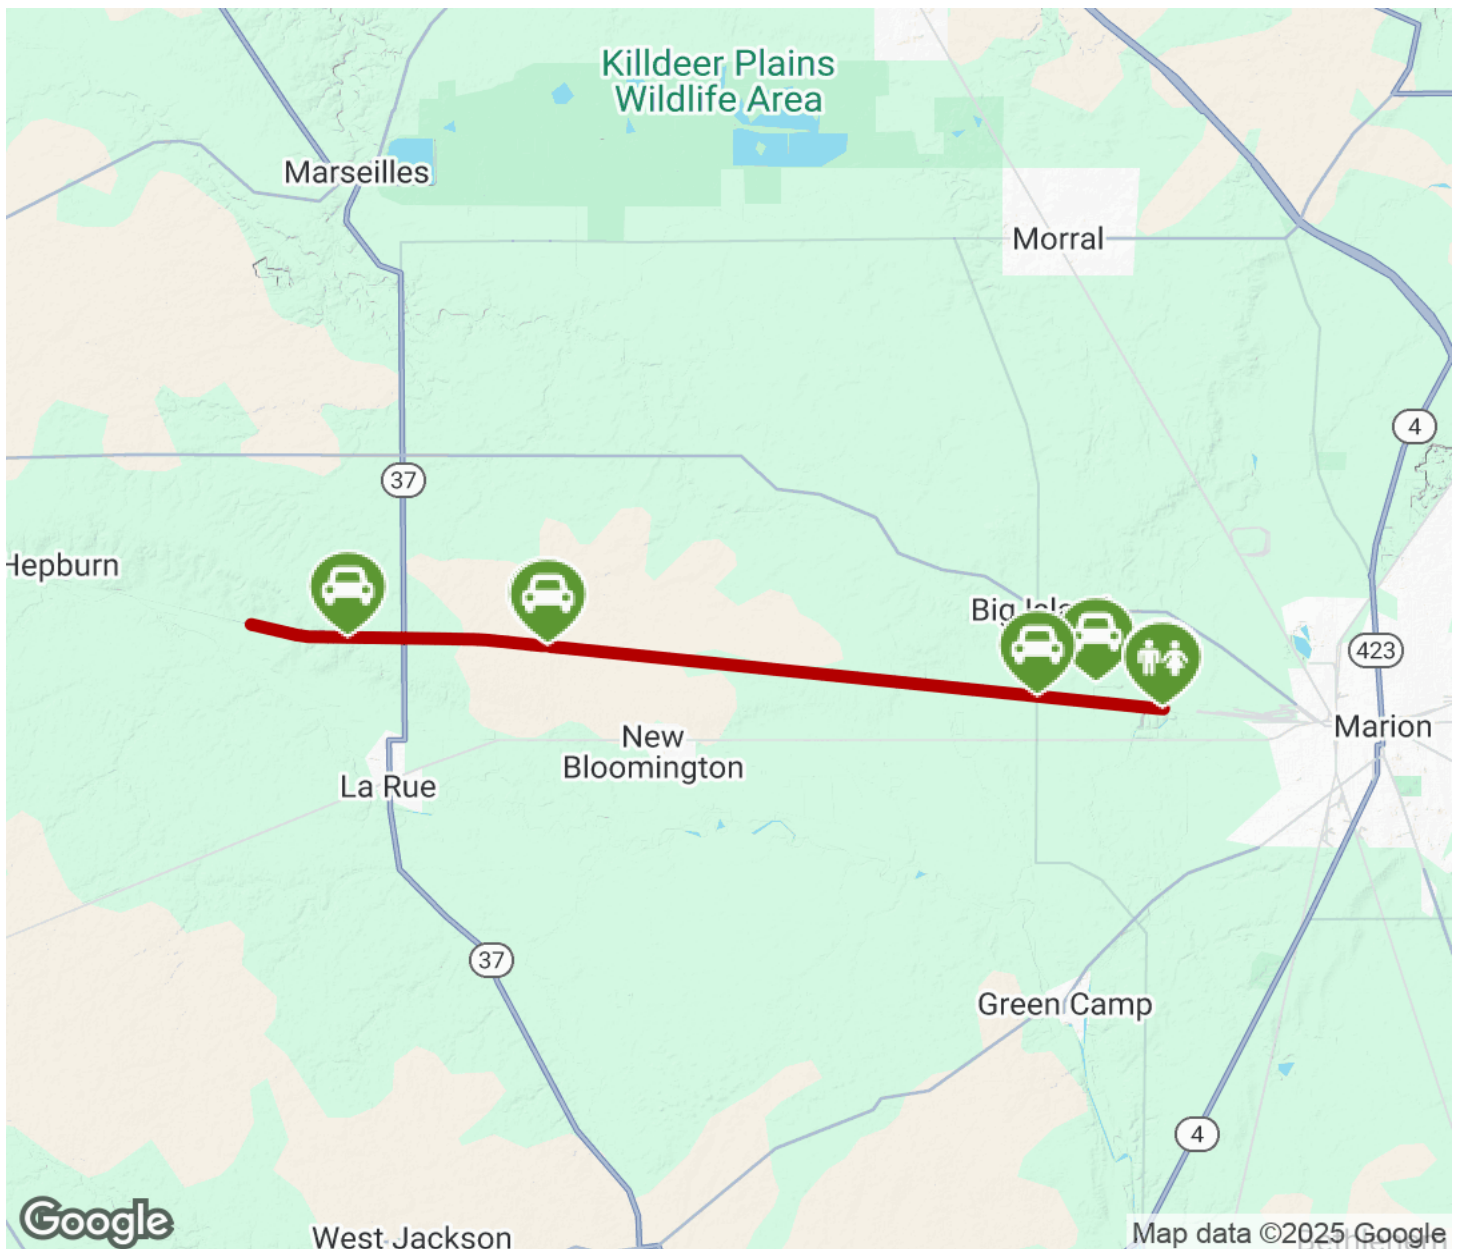 Killdeer Plains
Wildlife Area
Marseilles
Morral
4
37
Hepburn
Big
423
New
Bloomington
Marion
La Rue
37
Green Camp
4
Google
West Jackson
Map data ©2025 Google